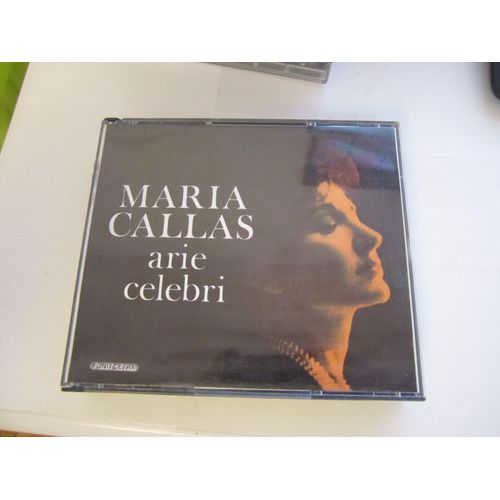 MARIA
CALLAS
arie
celebri
FONIT CETRA